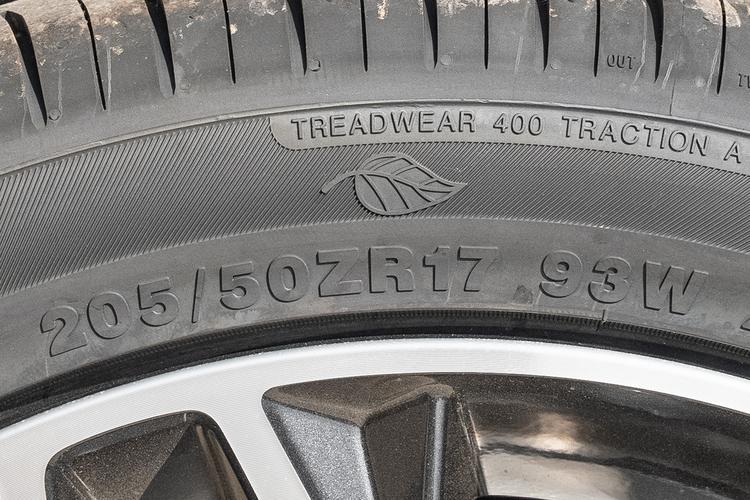 OUT
TREADWEAR 400 TRACTION A
205/50ZR17 93W